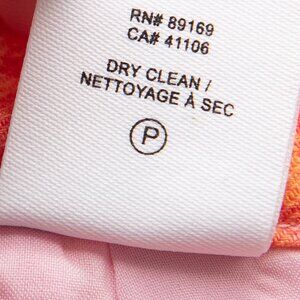 RN# 89169
CA# 41106
DRY CLEAN /
NETTOYAGE À SEC
P